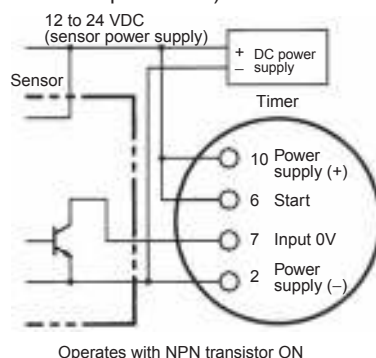 12 to 24 VDC
(sensor power supply)
+ DC power
– supply
Sensor
Timer
10 Power
supply (+)
6 Start
7 Input 0V
2 Power
supply (–)
Operates with NPN transistor ON